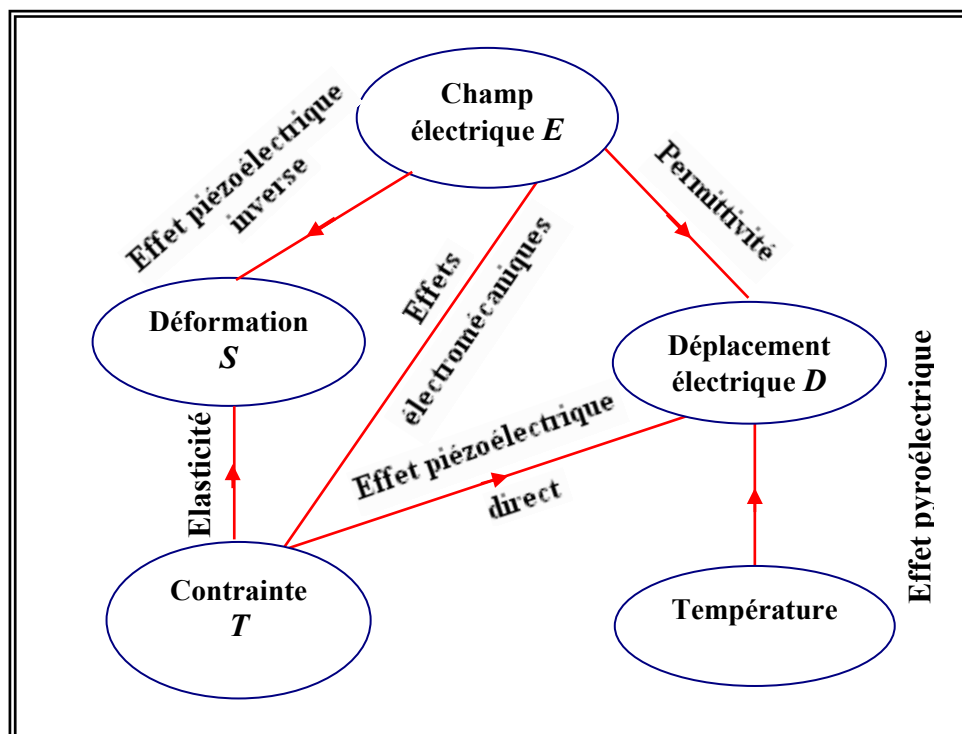 Champ
électrique E
Effet piézoélectrique
inverse
Permittivité
Effets
électromécaniques
Déformation
S
Déplacement
électrique D
Elasticité
Effet piézoélectrique
direct
Effet pyroélectrique
Contrainte
T
Température